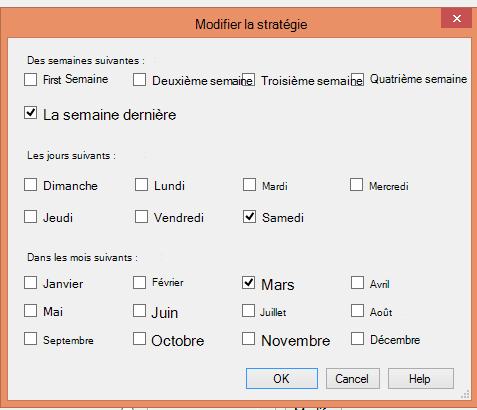 Modifier la stratégie
Des semaines suivantes :
First Semaine Deuxième semaine Troisième semaine Quatrième semaine
La semaine dernière
Les jours suivants :
Dimanche Lundi Mardi Mercredi
Jeudi Vendredi Samedi
Dans les mois suivants :
Janvier Février Mars Avril
Mai Juin Juillet Août
Septembre Octobre Novembre Décembre
OK Cancel Help